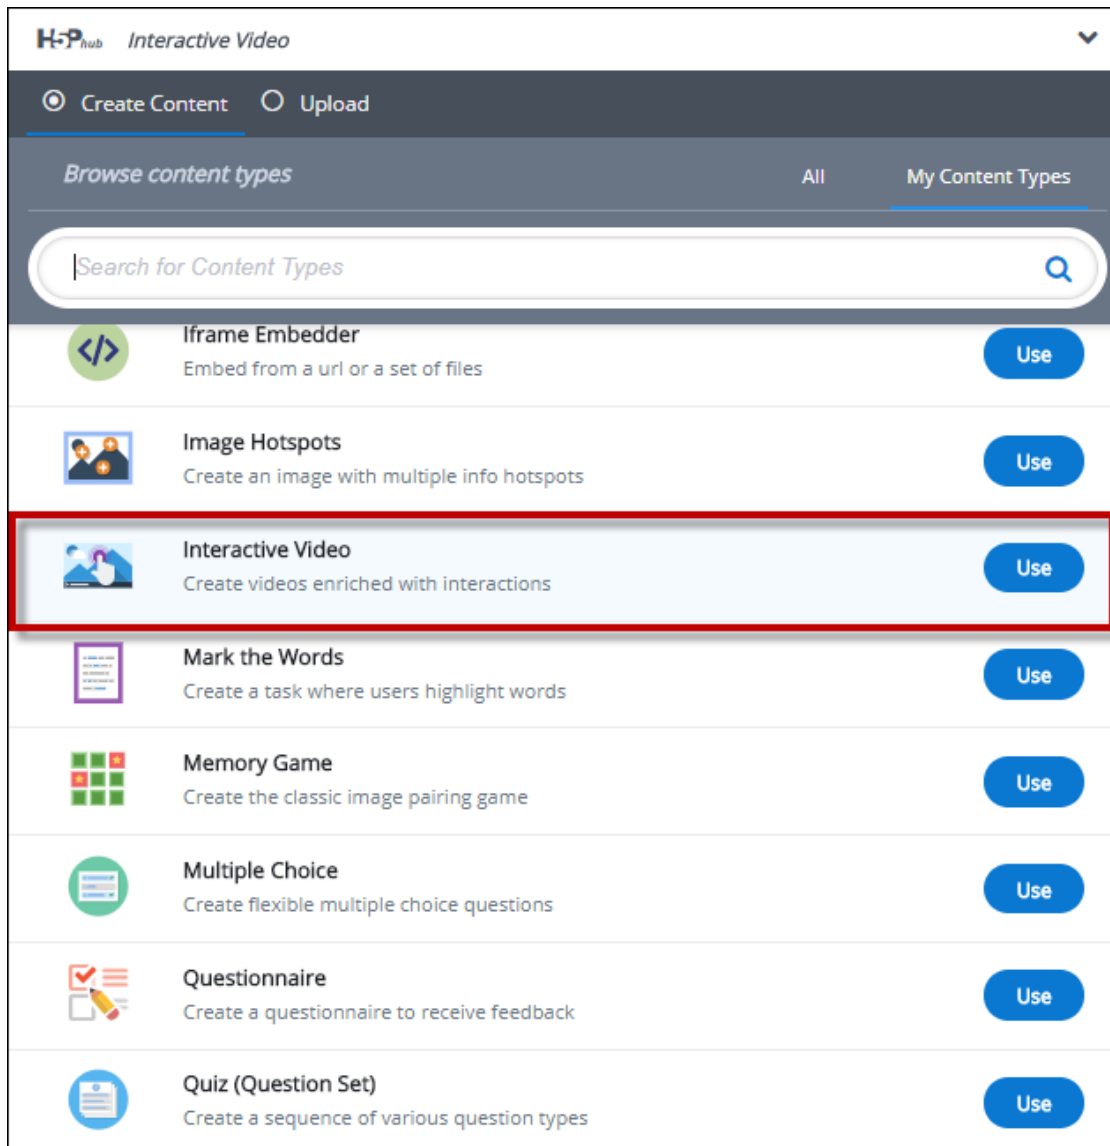 H5P hub Interactive Video
Create Content Upload
Browse content types All My Content Types
Search for Content Types
Iframe Embedder
Embed from a url or a set of files
Use
Image Hotspots
Create an image with multiple info hotspots
Use
Interactive Video
Create videos enriched with interactions
Use
Mark the Words
Create a task where users highlight words
Use
Memory Game
Create the classic image pairing game
Use
Multiple Choice
Create flexible multiple choice questions
Use
Questionnaire
Create a questionnaire to receive feedback
Use
Quiz (Question Set)
Create a sequence of various question types
Use